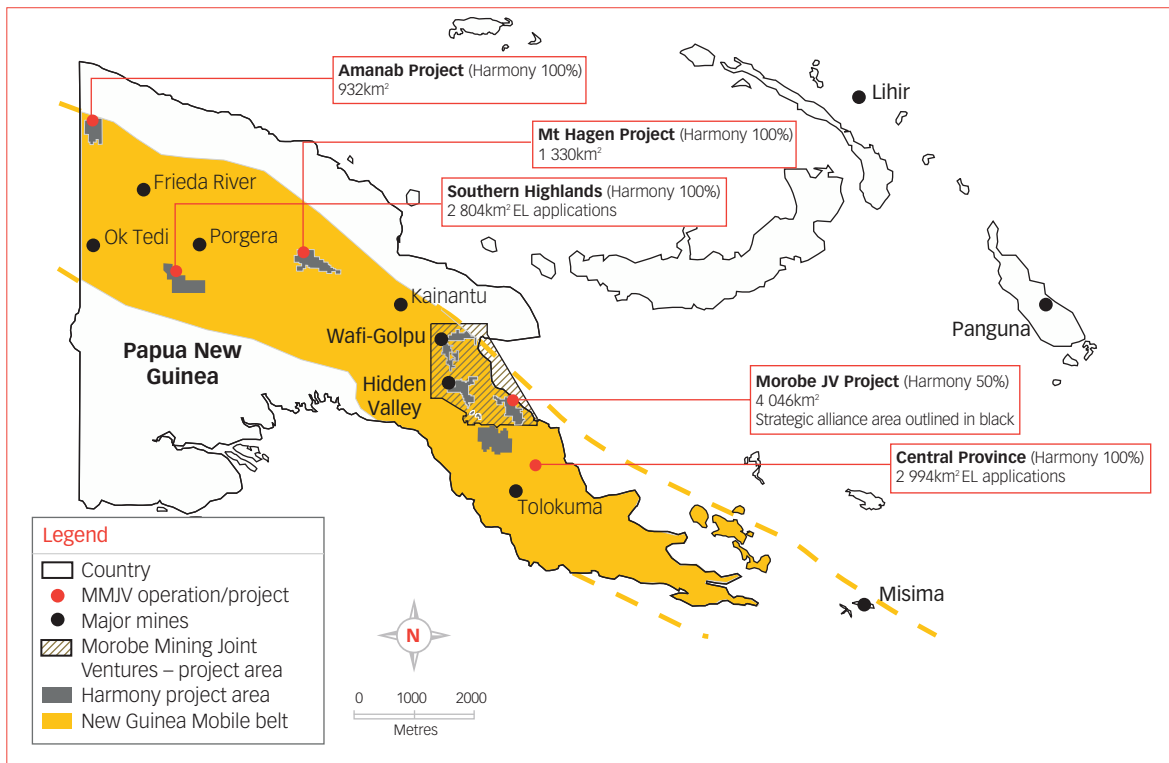 Amanab Project (Harmony 100%)
932km²
Lihir
Mt Hagen Project (Harmony 100%)
1 330km²
Frieda River
Southern Highlands (Harmony 100%)
2 804km² EL applications
Ok Tedi
Porgera
Kainantu
Panguna
Wafi-Golpu
Papua New
Guinea
Hidden
Valley
Morobe JV Project (Harmony 50%)
4 046km²
Strategic alliance area outlined in black
Central Province (Harmony 100%)
2 994km² EL applications
Tolokuma
Misima
Legend
Country
MMJV operation/project
Major mines
Morobe Mining Joint
Ventures – project area
Harmony project area
New Guinea Mobile belt
N
0 1000 2000
Metres